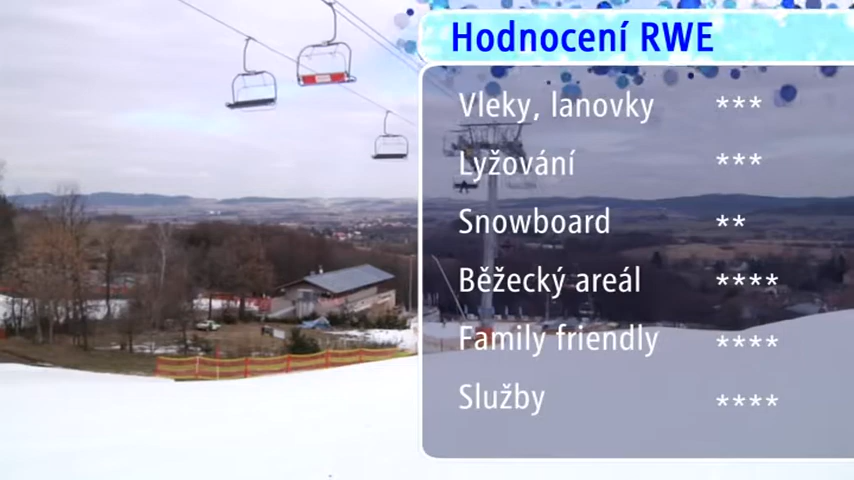 Hodnocení RWE
Vleky, lanovky ***
Lyžování ***
Snowboard **
Běžecký areál ****
Family friendly ****
Služby ****